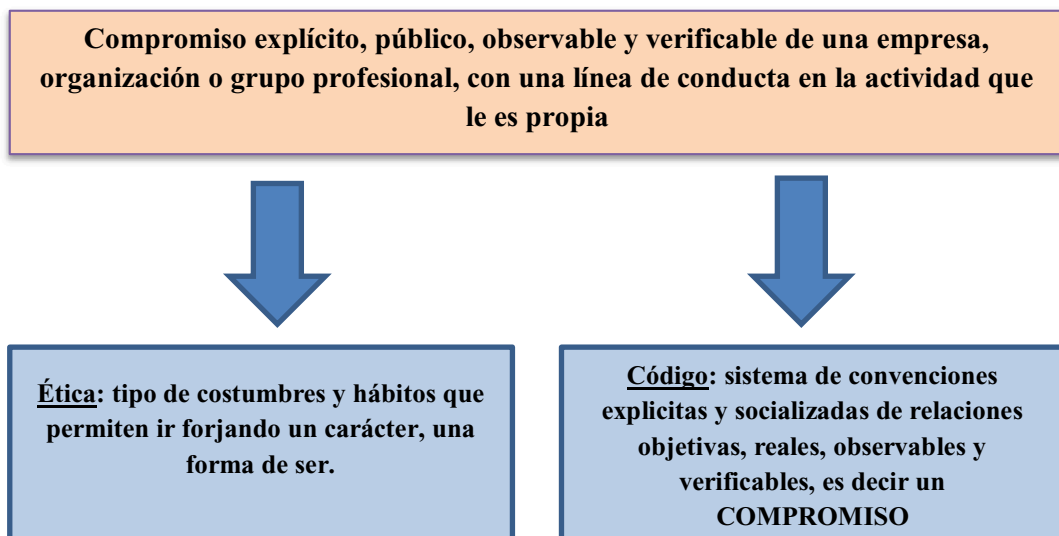 Compromiso explícito, público, observable y verificable de una empresa,
organización o grupo profesional, con una línea de conducta en la actividad que
le es propia
Ética: tipo de costumbres y hábitos que
permiten ir forjando un carácter, una
forma de ser.
Código: sistema de convenciones
explicitas y socializadas de relaciones
objetivas, reales, observables y
verificables, es decir un
COMPROMISO